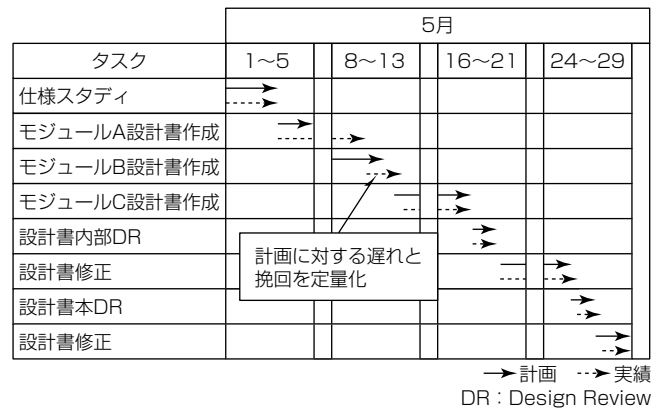 5月
タスク 1～5 8～13 16～21 24～29
仕様スタディ
モジュールA設計書作成
モジュールB設計書作成
モジュールC設計書作成
設計書内部DR
計画に対する遅れと
挽回を定量化
設計書修正
設計書本DR
設計書修正
計画 実績
DR：Design Review